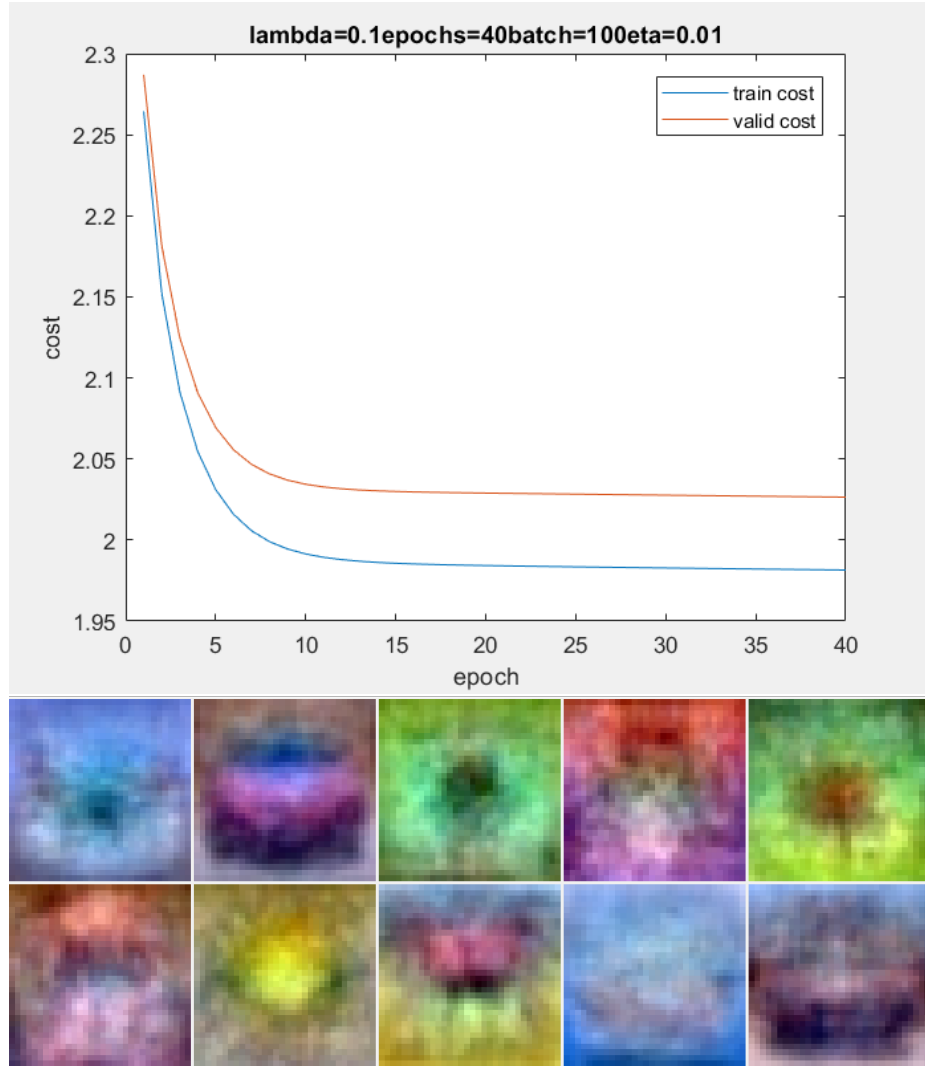 lambda=0.1epochs=40batch=100eta=0.01
train cost
valid cost
2.3
2.25
2.2
2.15
2.1
2.05
2
1.95
cost
0 5 10 15 20 25 30 35 40
epoch